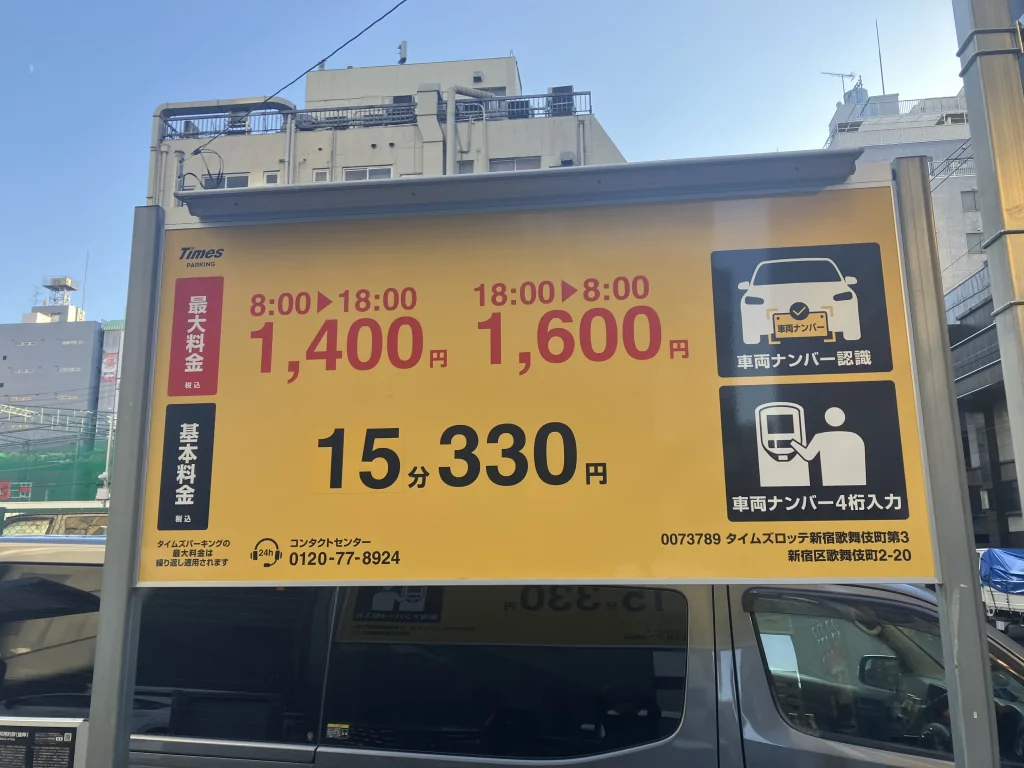 Times
PARKING
最大料金
税込
8:00▶18:00
1,400円
18:00▶8:00
1,600円
基本料金
税込
15分330円
車両ナンバー
車両ナンバー認識
車両ナンバー4桁入力
タイムズパーキングの
最大料金は
繰り返し適用されます
24h
コンタクトセンター
0120-77-8924
0073789 タイムズロッテ新宿歌舞伎町第3
新宿区歌舞伎町2-20